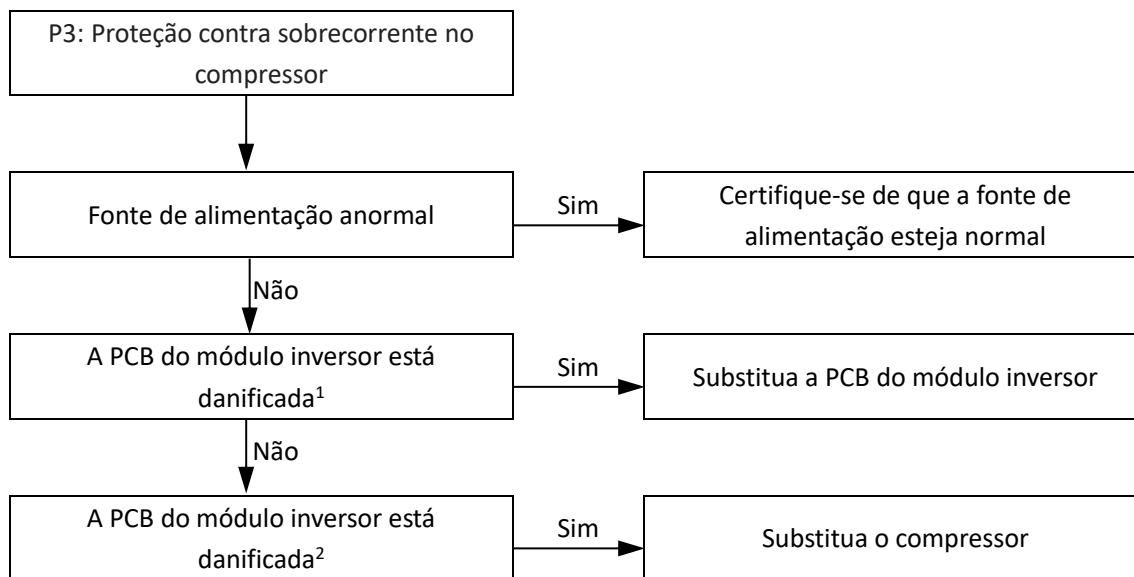 P3: Proteção contra sobrecorrente no
compressor
Fonte de alimentação anormal
Sim
Certifique-se de que a fonte de
alimentação esteja normal
Não
A PCB do módulo inversor está
danificada¹
Sim
Substitua a PCB do módulo inversor
Não
A PCB do módulo inversor está
danificada²
Sim
Substitua o compressor